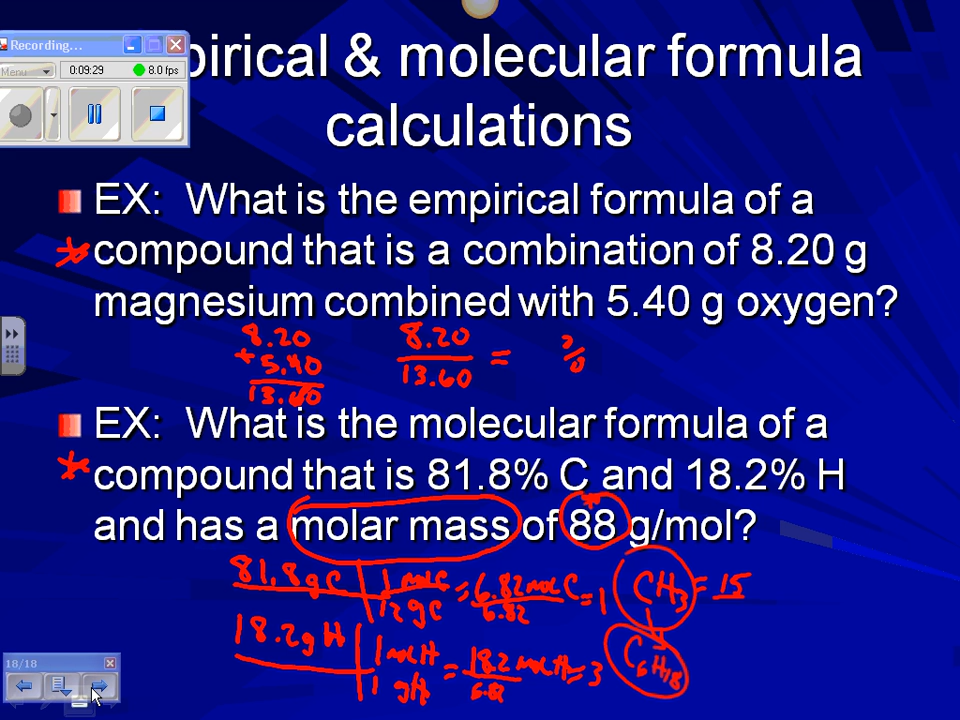 Recording...
Menu
0:09:29
8.0 fps
pirical & molecular formula
calculations
EX: What is the empirical formula of a
compound that is a combination of 8.20 g
magnesium combined with 5.40 g oxygen?
8.20
+ 5.40
13.60
8.20
13.60
=
%
EX: What is the molecular formula of a
compound that is 81.8% C and 18.2% H
and has a molar mass of 88 g/mol?
81.8g C
1 mol C
12 g C
= 6.82 mol C
6.82
= 1
CH3 = 15
18.2g H
1 mol H
1 g H
= 18.2 mol H
6.82
= 3
C6H18
18/18